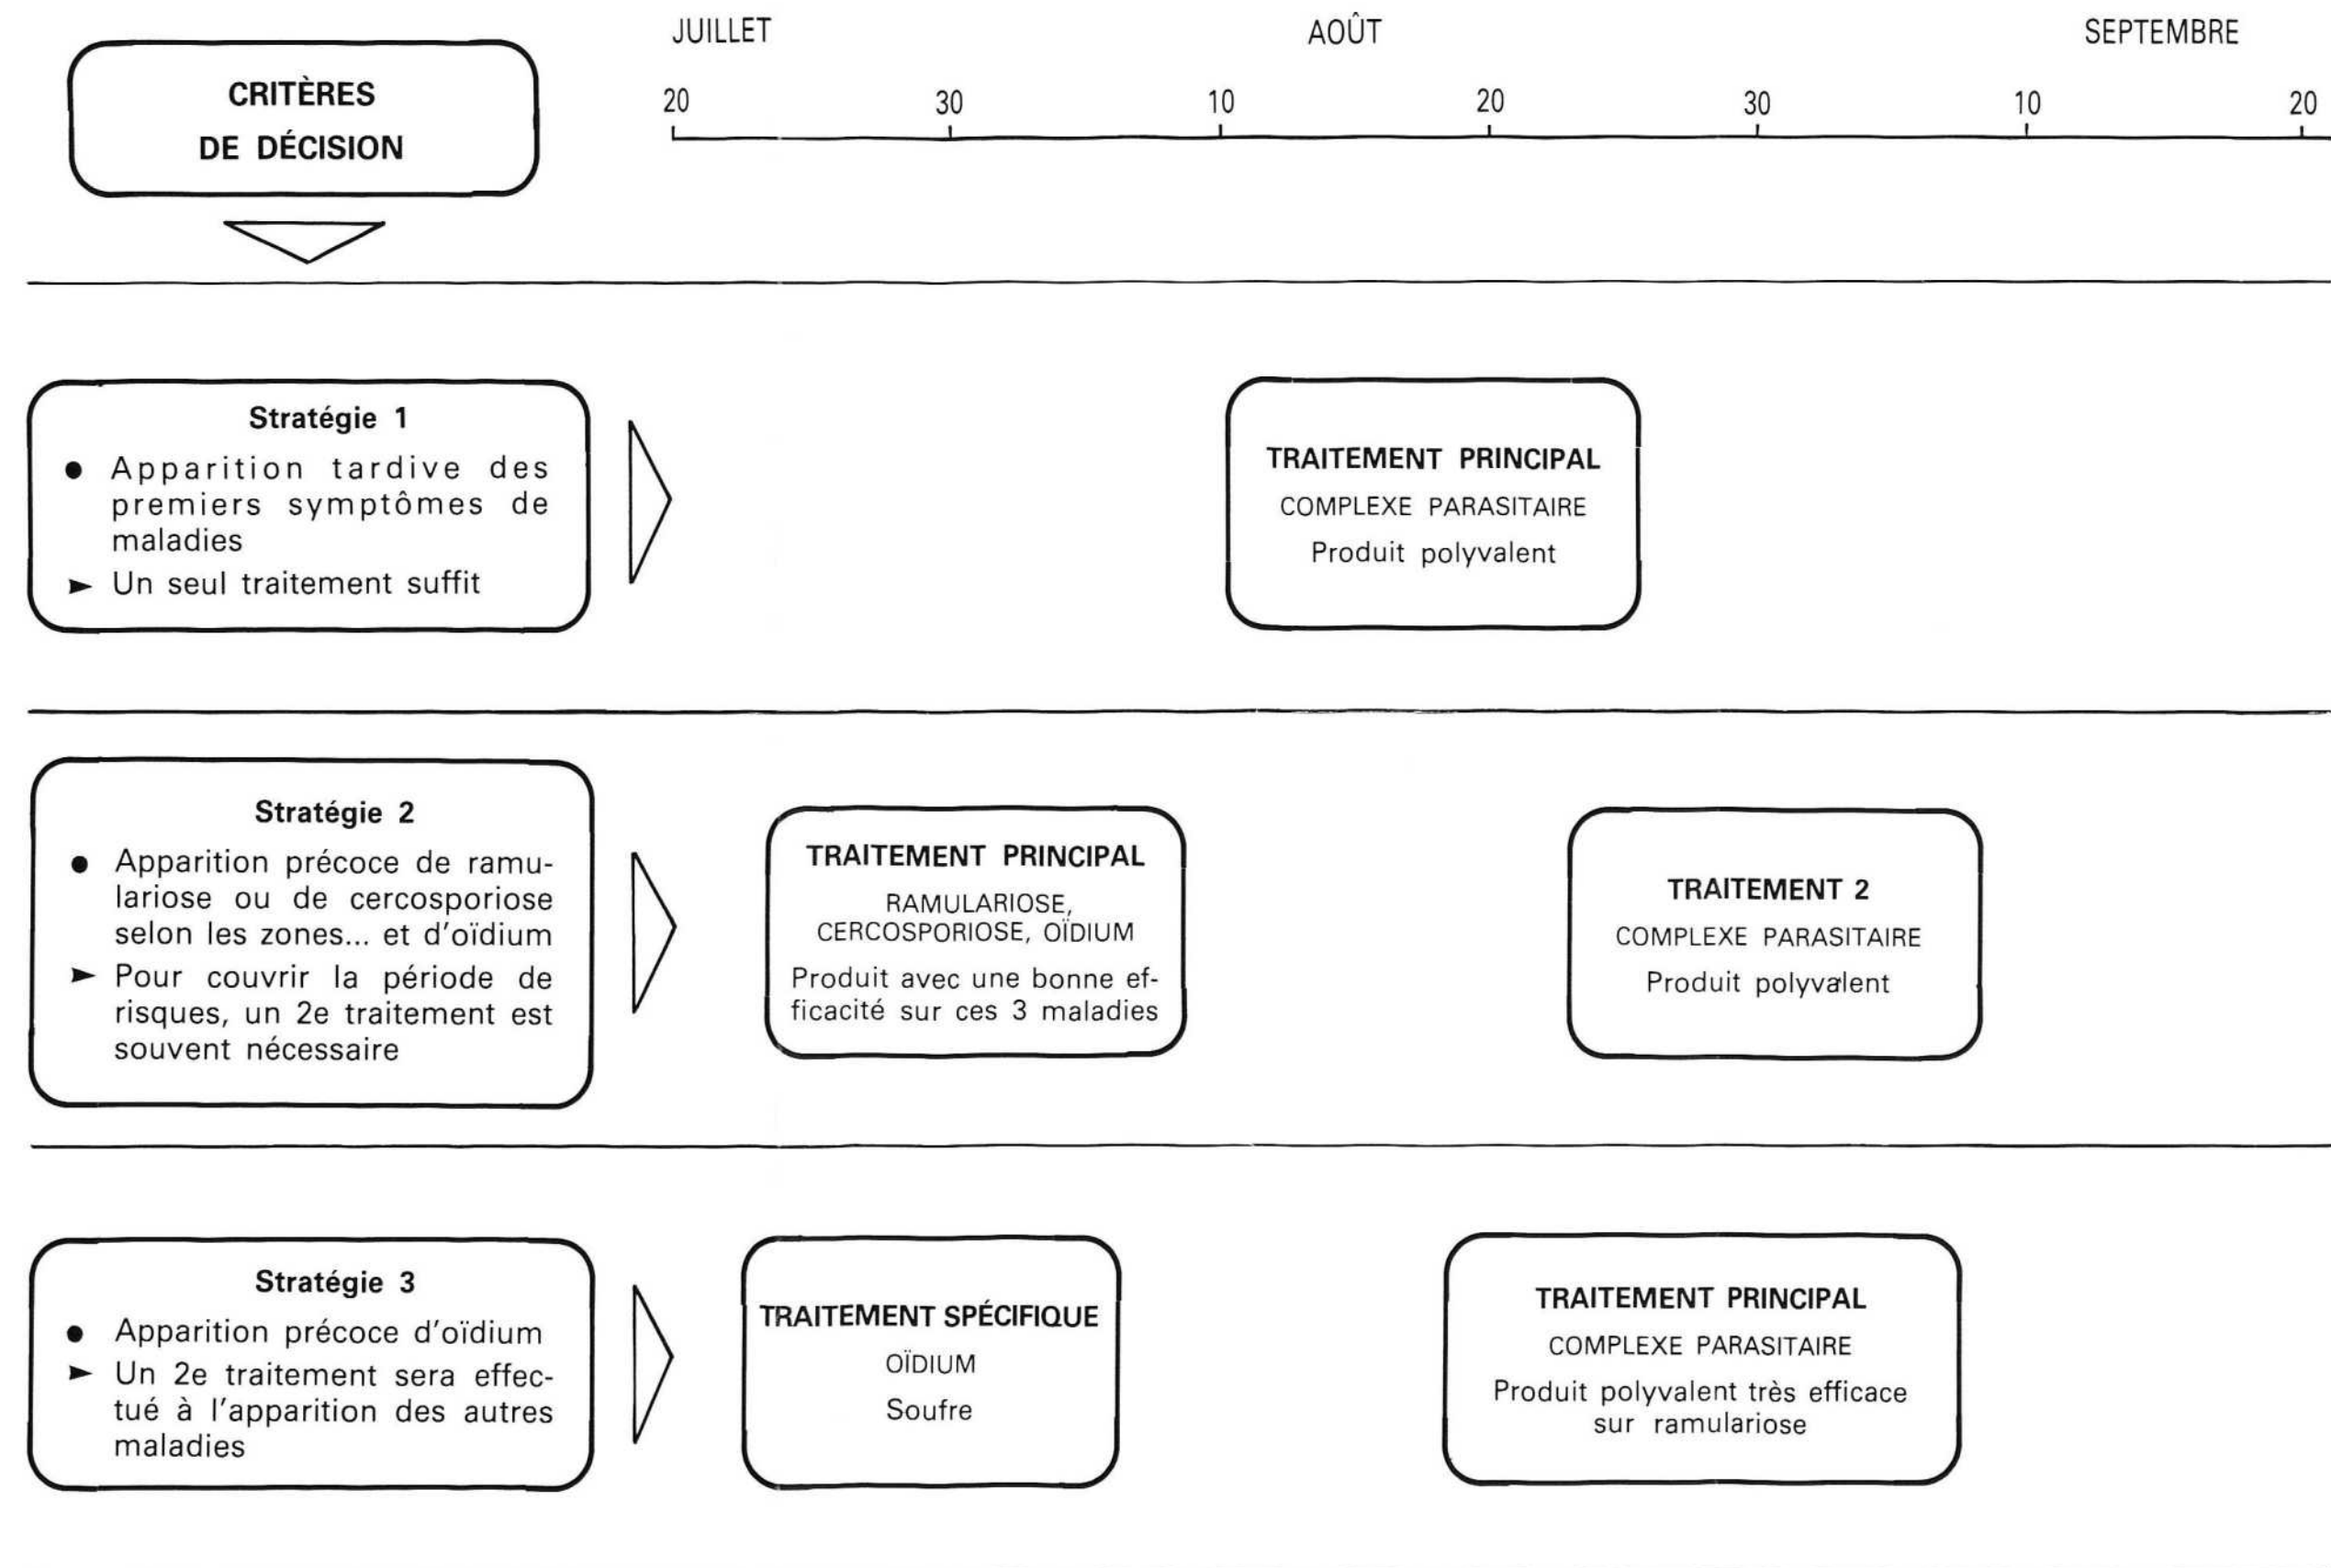 CRITÈRES
DE DÉCISION
JUILLET AOÛT SEPTEMBRE
20 30 10 20 30 10 20
Stratégie 1
● Apparition tardive des
premiers symptômes de
maladies
► Un seul traitement suffit
TRAITEMENT PRINCIPAL
COMPLEXE PARASITAIRE
Produit polyvalent
Stratégie 2
● Apparition précoce de ramu-
lariose ou de cercosporiose
selon les zones... et d'oïdium
► Pour couvrir la période de
risques, un 2e traitement est
souvent nécessaire
TRAITEMENT PRINCIPAL
RAMULARIOSE,
CERCOSPORIOSE, OÏDIUM
Produit avec une bonne ef-
ficacité sur ces 3 maladies
TRAITEMENT 2
COMPLEXE PARASITAIRE
Produit polyvalent
Stratégie 3
● Apparition précoce d'oïdium
► Un 2e traitement sera effec-
tué à l'apparition des autres
maladies
TRAITEMENT SPÉCIFIQUE
OÏDIUM
Soufre
TRAITEMENT PRINCIPAL
COMPLEXE PARASITAIRE
Produit polyvalent très efficace
sur ramulariose